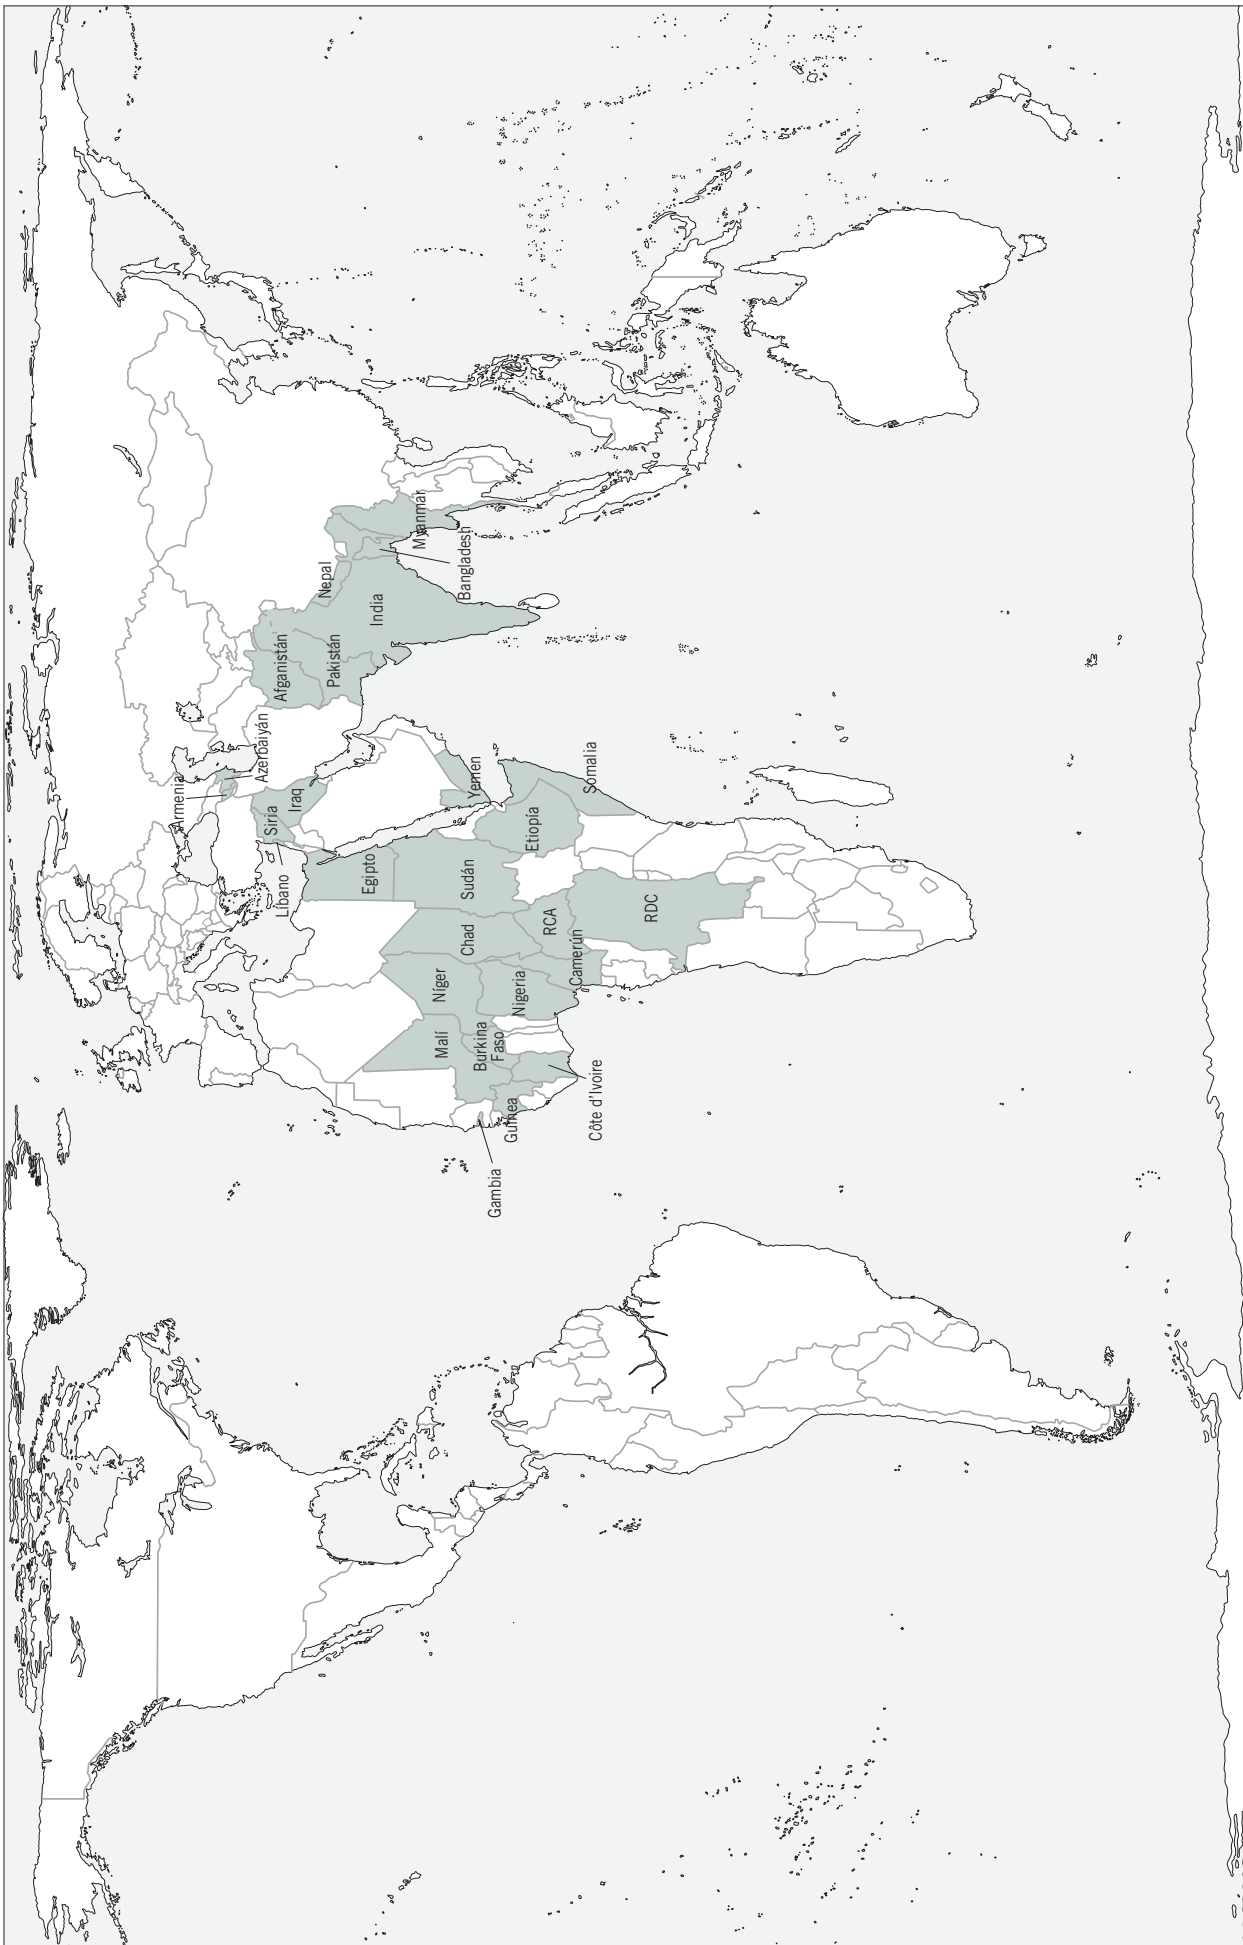 Armenia
Azerbaiyán
Siria
Iraq
Líbano
Afganistán
Pakistán
Nepal
India
Myanmar
Bangladesh
Egipto
Yemen
Malí
Níger
Chad
Sudán
Etiopía
Somalia
Gambia
Guinea
Burkina
Faso
Nigeria
RCA
Côte d'Ivoire
Camerún
RDC